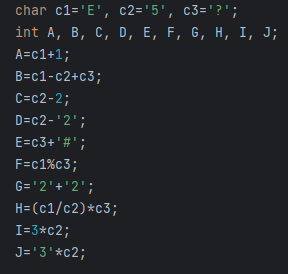 char c1='E', c2='5', c3='?';
int A, B, C, D, E, F, G, H, I, J;
A=c1+1;
B=c1-c2+c3;
C=c2-2;
D=c2-'2';
E=c3+'#';
F=c1%c3;
G='2'+'2';
H=(c1/c2)*c3;
I=3*c2;
J='3'*c2;